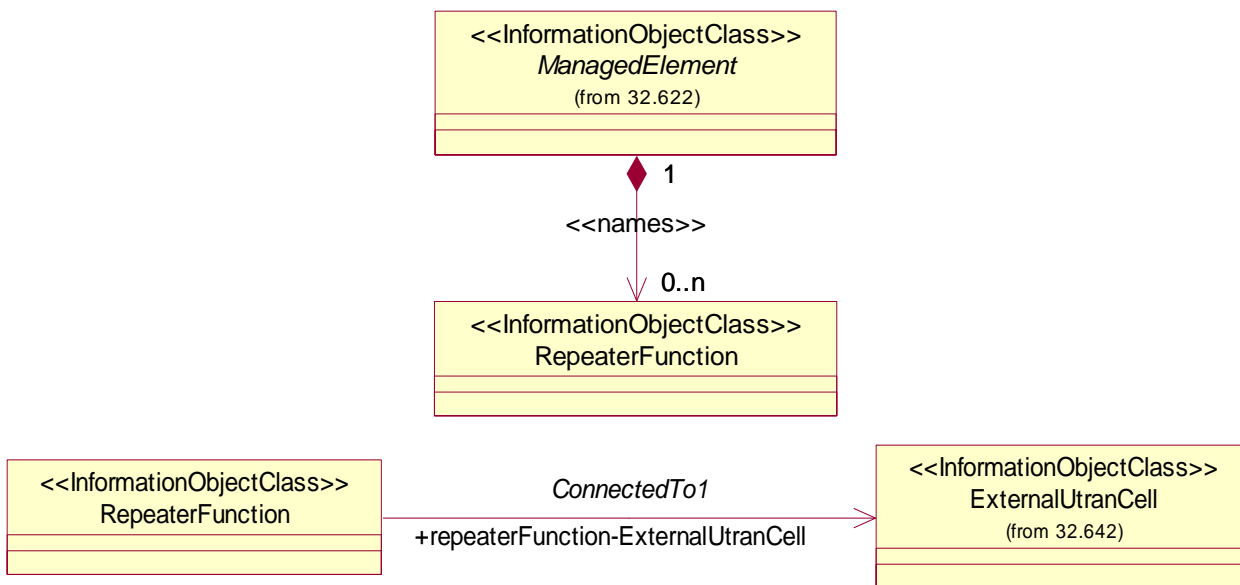 <<InformationObjectClass>>
ManagedElement
(from 32.622)
1
<<names>>
0..n
<<InformationObjectClass>>
RepeaterFunction
<<InformationObjectClass>>
RepeaterFunction
ConnectedTo1
+repeaterFunction-ExternalUtranCell
<<InformationObjectClass>>
ExternalUtranCell
(from 32.642)